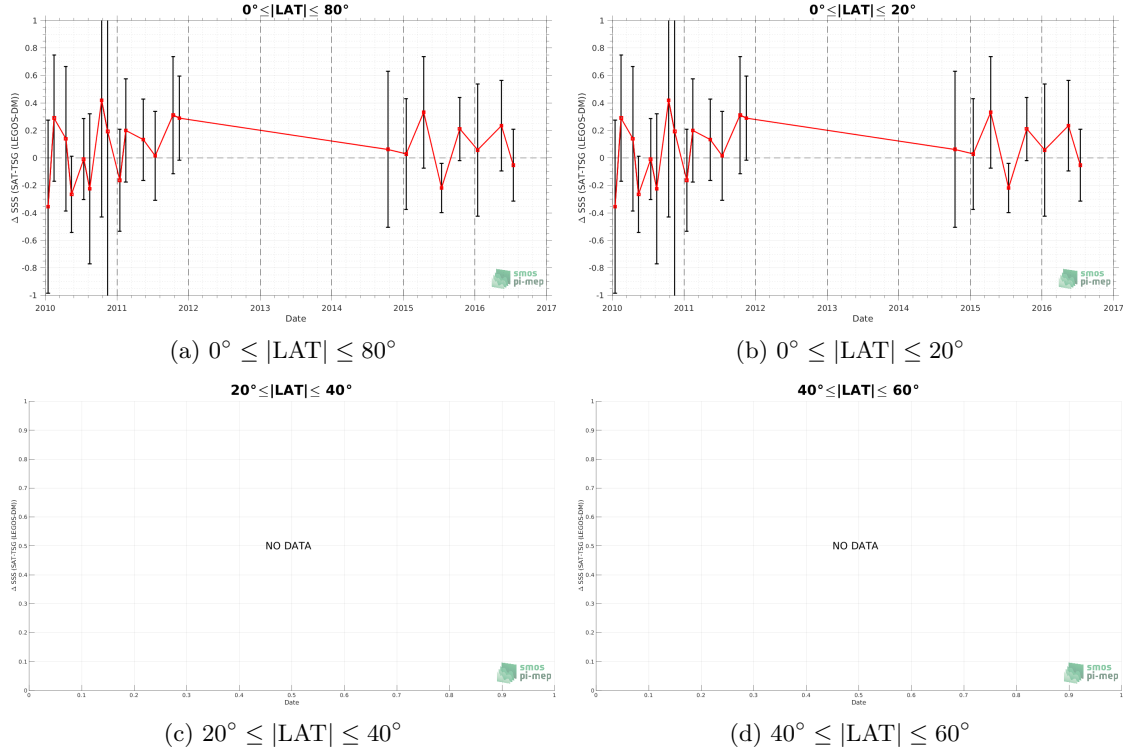 0°≤|LAT|≤ 80°
Δ SSS (SAT-TSG (LEGOS-DM))
1
0.8
0.6
0.4
0.2
0
-0.2
-0.4
-0.6
-0.8
-1
2010 2011 2012 2013 2014 2015 2016 2017
Date
smos
pi-mep
(a) 0° ≤ |LAT| ≤ 80°
0°≤|LAT|≤ 20°
Δ SSS (SAT-TSG (LEGOS-DM))
1
0.8
0.6
0.4
0.2
0
-0.2
-0.4
-0.6
-0.8
-1
2010 2011 2012 2013 2014 2015 2016 2017
Date
smos
pi-mep
(b) 0° ≤ |LAT| ≤ 20°
20°≤|LAT|≤ 40°
Δ SSS (SAT-TSG (LEGOS-DM))
1
0.9
0.8
0.7
0.6
0.5
0.4
0.3
0.2
0.1
0
NO DATA
0 0.1 0.2 0.3 0.4 0.5 0.6 0.7 0.8 0.9 1
Date
smos
pi-mep
(c) 20° ≤ |LAT| ≤ 40°
40°≤|LAT|≤ 60°
Δ SSS (SAT-TSG (LEGOS-DM))
1
0.9
0.8
0.7
0.6
0.5
0.4
0.3
0.2
0.1
0
NO DATA
0 0.1 0.2 0.3 0.4 0.5 0.6 0.7 0.8 0.9 1
Date
smos
pi-mep
(d) 40° ≤ |LAT| ≤ 60°